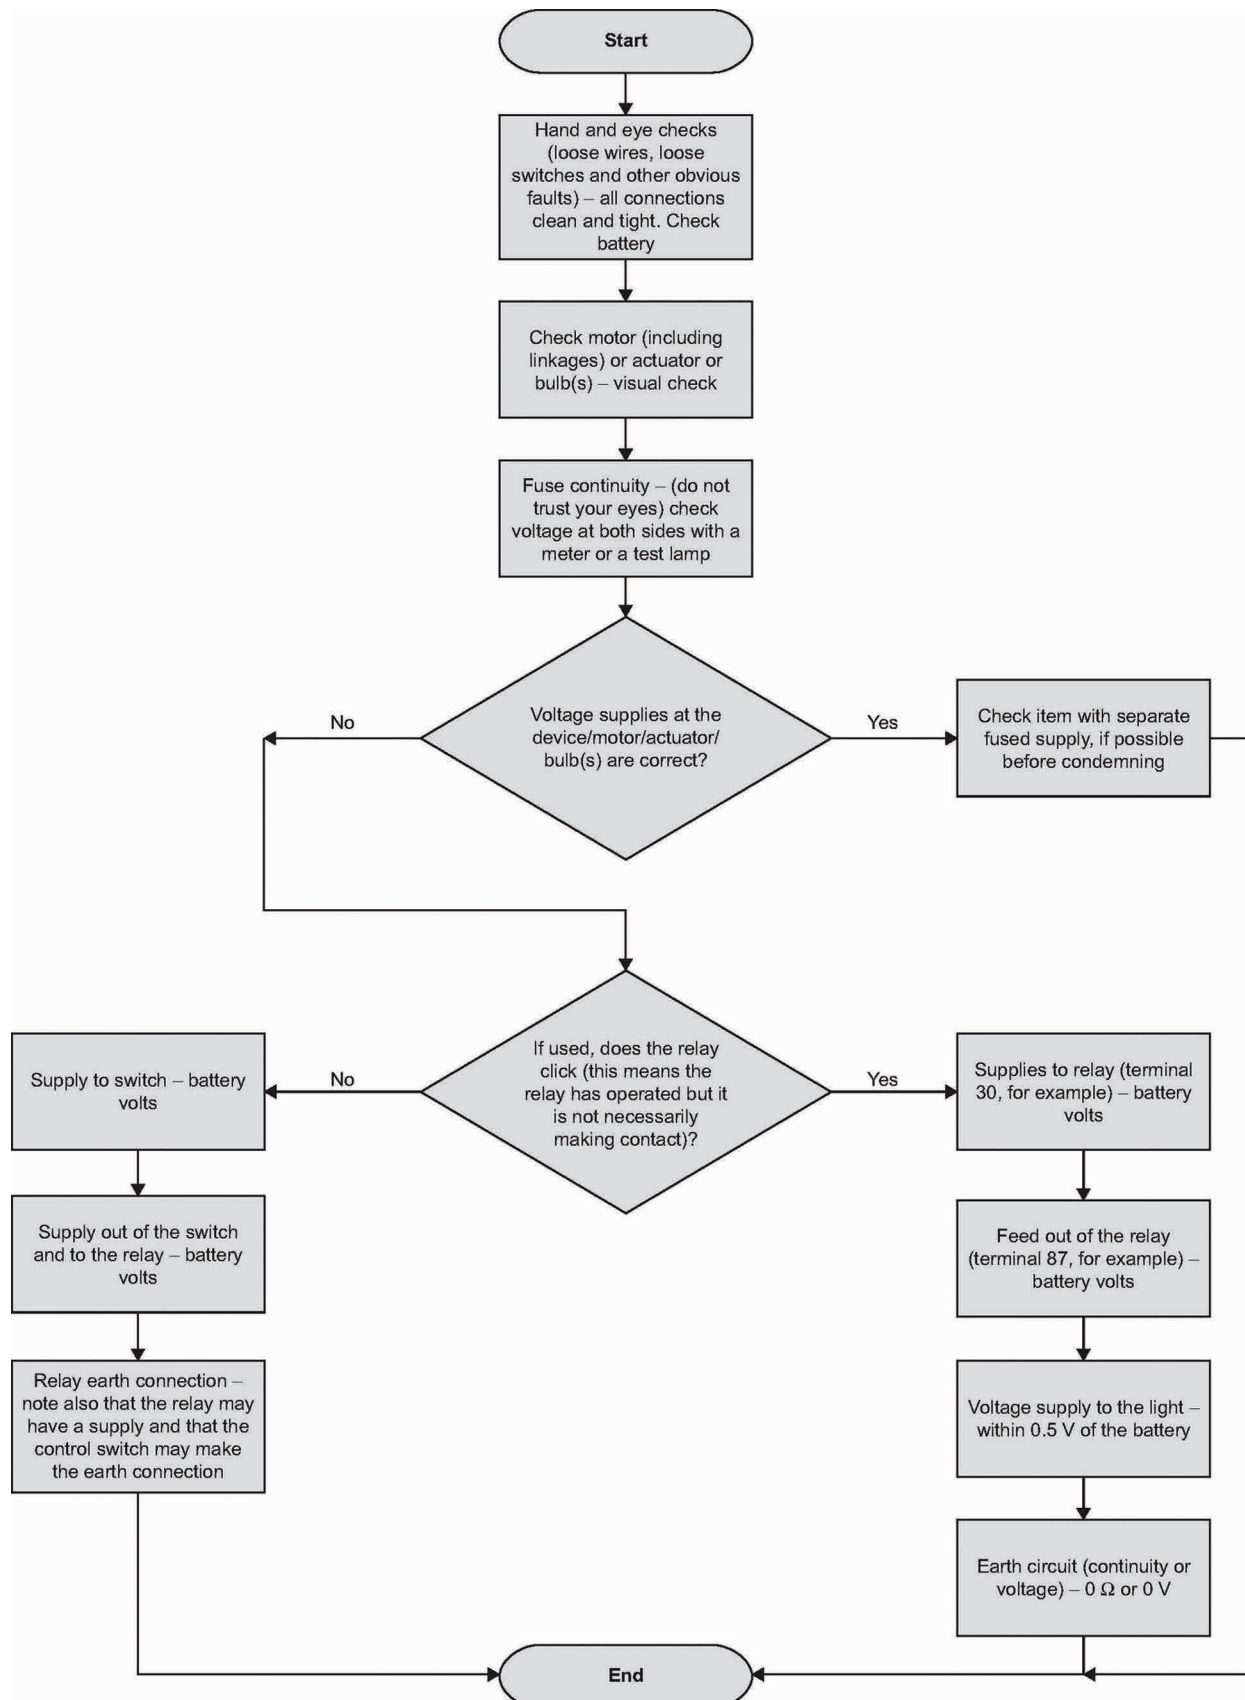 Start
Hand and eye checks
(loose wires, loose
switches and other obvious
faults) – all connections
clean and tight. Check
battery
Check motor (including
linkages) or actuator or
bulb(s) – visual check
Fuse continuity – (do not
trust your eyes) check
voltage at both sides with a
meter or a test lamp
No
Voltage supplies at the
device/motor/actuator/
bulb(s) are correct?
Yes
Check item with separate
fused supply, if possible
before condemning
Supply to switch – battery
volts
No
If used, does the relay
click (this means the
relay has operated but it
is not necessarily
making contact)?
Yes
Supplies to relay (terminal
30, for example) – battery
volts
Supply out of the switch
and to the relay – battery
volts
Feed out of the relay
(terminal 87, for example) –
battery volts
Relay earth connection –
note also that the relay may
have a supply and that the
control switch may make
the earth connection
Voltage supply to the light –
within 0.5 V of the battery
Earth circuit (continuity or
voltage) – 0 Ω or 0 V
End